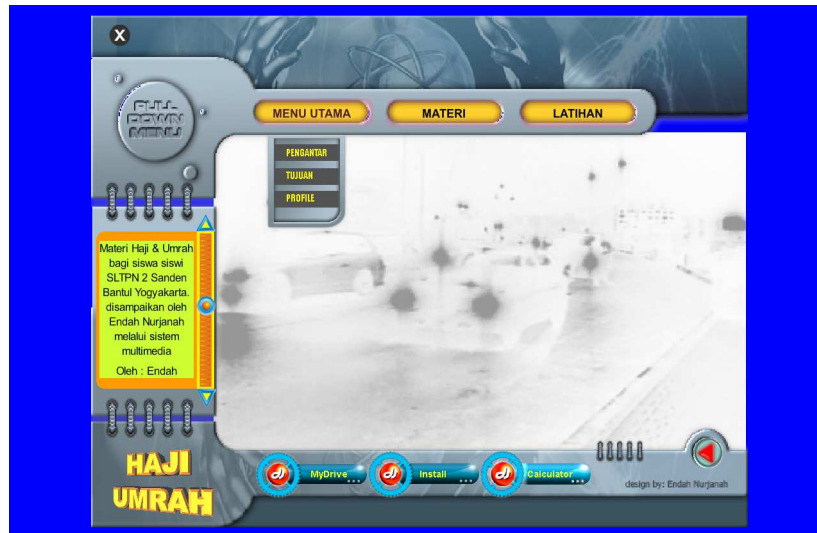 X
PULL
DOWN
MENU
MENU UTAMA
MATERI
LATIHAN
PENGANTAR
TUJUAN
PROFILE
Materi Haji & Umrah
bagi siswa siswi
SLTPN 2 Sanden
Bantul Yogyakarta.
disampaikan oleh
Endah Nurjanah
melalui sistem
multimedia
Oleh : Endah
HAJI
UMRAH
MyDrive ...
Install ...
Calculator ...
design by: Endah Nurjanah